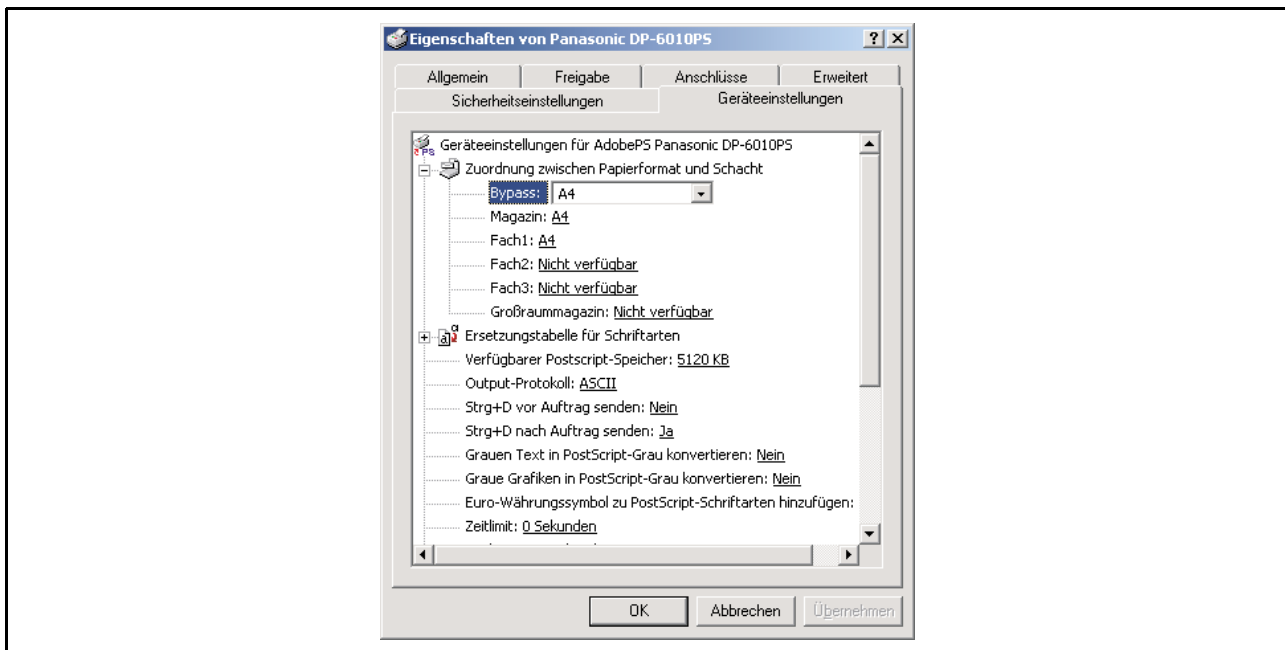 Eigenschaften von Panasonic DP-6010PS
Allgemein Freigabe Anschlüsse Erweitert
Sicherheitseinstellungen Geräteeinstellungen
Geräteeinstellungen für AdobePS Panasonic DP-6010PS
Zuordnung zwischen Papierformat und Schacht
Bypass: A4
Magazin: A4
Fach1: A4
Fach2: Nicht verfügbar
Fach3: Nicht verfügbar
Großraummagazin: Nicht verfügbar
Ersetzungstabelle für Schriftarten
Verfügbarer Postscript-Speicher: 5120 KB
Output-Protokoll: ASCII
Strg+D vor Auftrag senden: Nein
Strg+D nach Auftrag senden: Ja
Grauen Text in PostScript-Grau konvertieren: Nein
Graue Grafiken in PostScript-Grau konvertieren: Nein
Euro-Währungssymbol zu PostScript-Schriftarten hinzufügen:
Zeitlimit: 0 Sekunden
OK Abbrechen Übernehmen